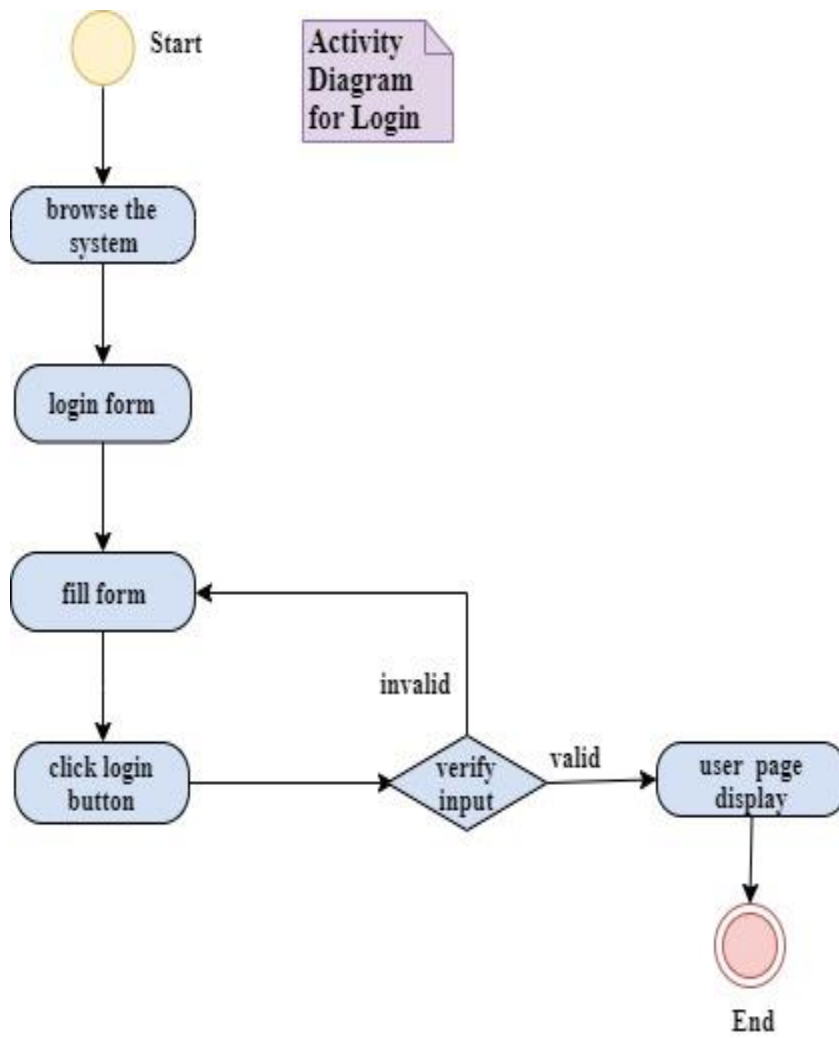 Start
Activity
Diagram
for Login
browse the
system
login form
fill form
invalid
click login
button
verify
input
valid
user page
display
End